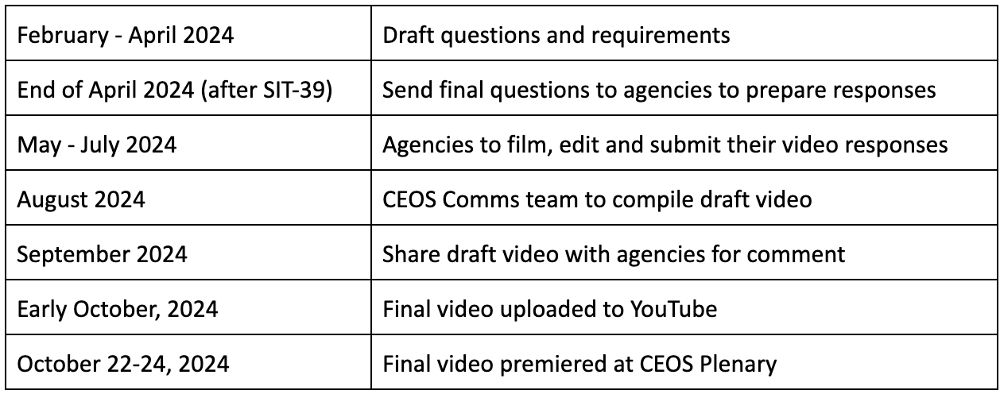 February - April 2024 Draft questions and requirements
End of April 2024 (after SIT-39) Send final questions to agencies to prepare responses
May - July 2024 Agencies to film, edit and submit their video responses
August 2024 CEOS Comms team to compile draft video
September 2024 Share draft video with agencies for comment
Early October, 2024 Final video uploaded to YouTube
October 22-24, 2024 Final video premiered at CEOS Plenary